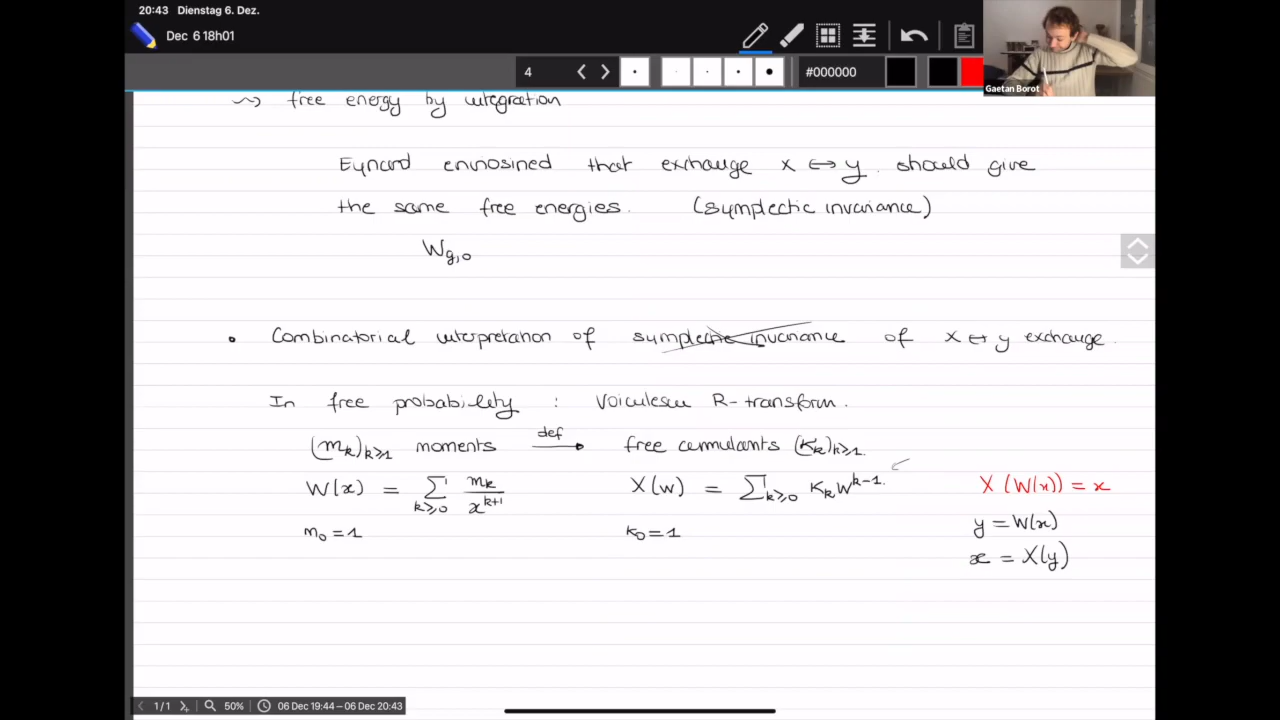 20:43 Dienstag 6. Dez.
Dec 6 18h01
4
#000000
Gaetan Borot
⇝ free energy by integration
Eynard envinosined that exchange x ↔ y should give
the same free energies. (symplectic invariance)
W_{g,0}
• Combinatorial interpretation of symplectic invariance of x ↔ y exchange.
In free probability : Voiculescu R-transform.
(m_k)_{k≥1} moments def → free cumulants (κ_k)_{k≥1}.
W(x) = ∑_{k≥0} m_k / x^{k+1} X(w) = ∑_{k≥0} κ_k w^{k-1}. X(W(x)) = x
m_0 = 1 κ_0 = 1 y = W(x)
x = X(y)
1/1 50% 06 Dec 19:44 – 06 Dec 20:43